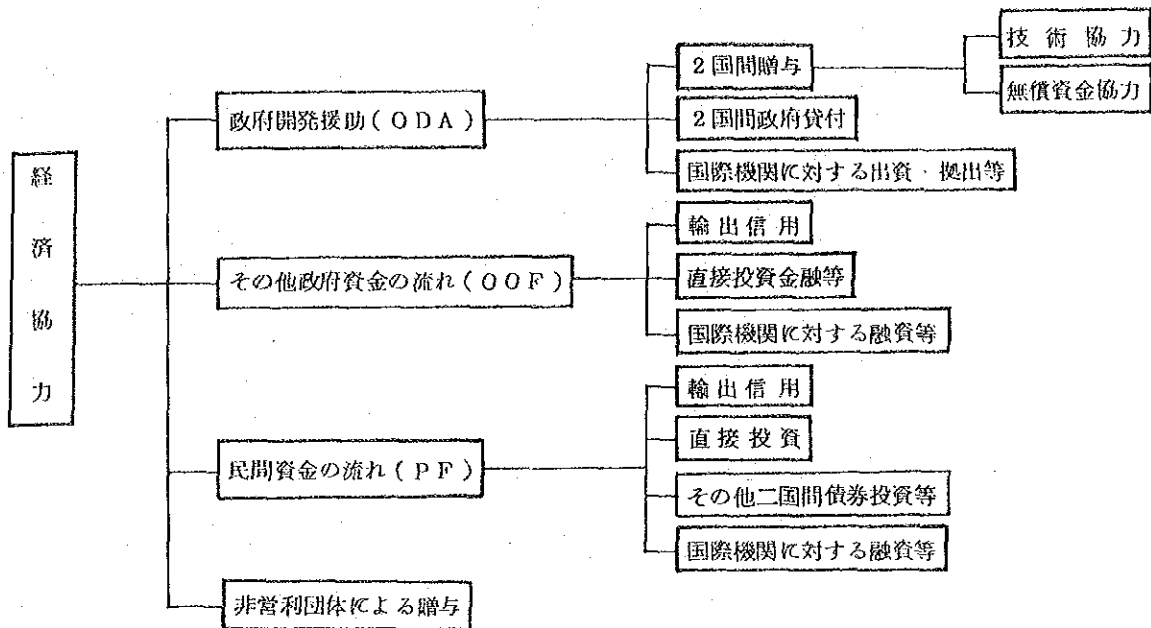 経済協力
政府開発援助(ODA)
2国間贈与
技術協力
無償資金協力
2国間政府貸付
国際機関に対する出資・拠出等
その他政府資金の流れ(OOF)
輸出信用
直接投資金融等
国際機関に対する融資等
民間資金の流れ(PF)
輸出信用
直接投資
その他二国間債券投資等
国際機関に対する融資等
非営利団体による贈与